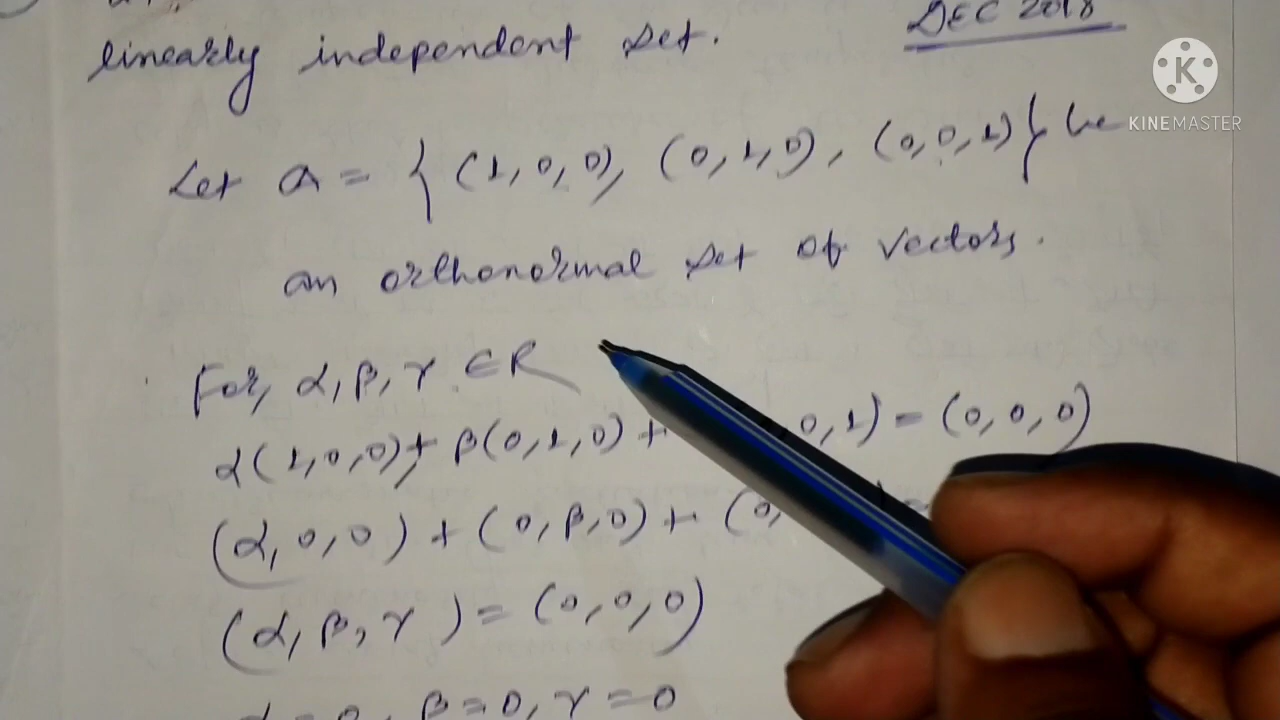 DEC 2018
linearly independent set.
K
KINEMASTER
Let A = { (1,0,0), (0,1,0), (0,0,1) } be
an orthonormal set of vectors.
For, α, β, γ ∈ R
α(1,0,0) + β(0,1,0) + 0,1) = (0,0,0)
(α,0,0) + (0,β,0) + (0,
(α, β, γ ) = (0,0,0)
α=0, β=0, γ=0